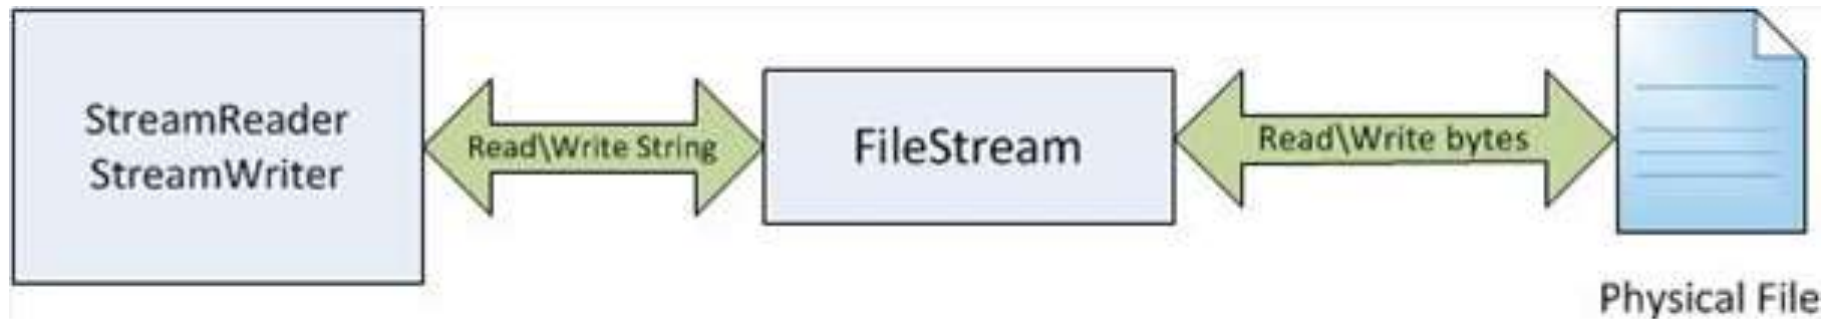 StreamReader
StreamWriter
Read\Write String
FileStream
Read\Write bytes
Physical File